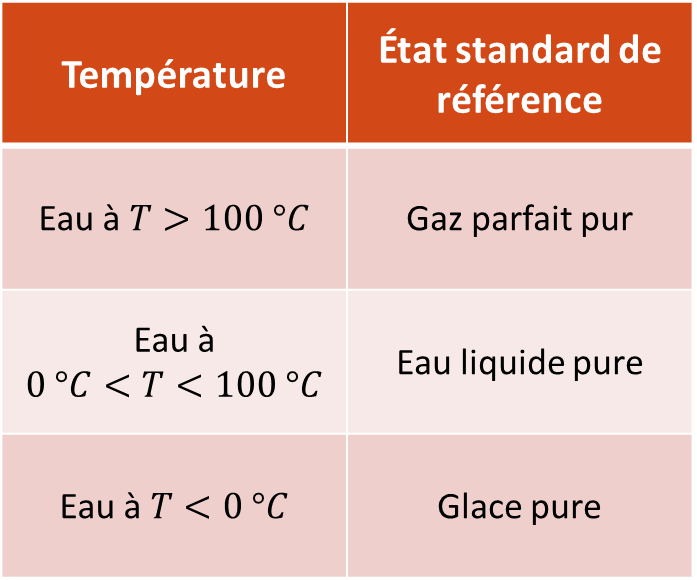 Température
État standard de
référence
Eau à T > 100 °C
Gaz parfait pur
Eau à
0 °C < T < 100 °C
Eau liquide pure
Eau à T < 0 °C
Glace pure